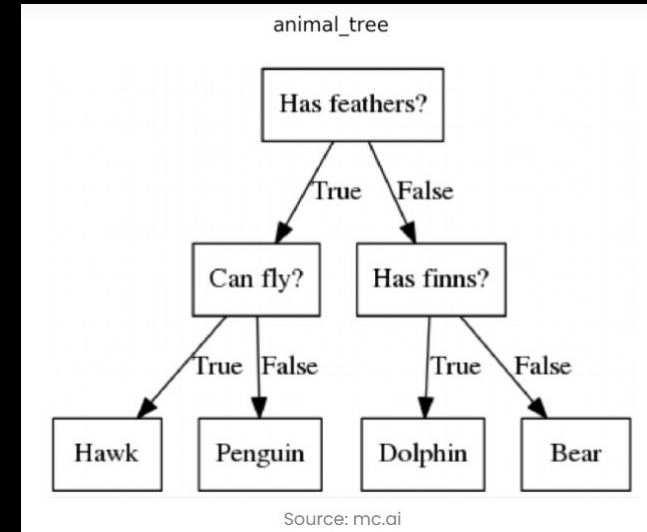 animal_tree
Has feathers?
True False
Can fly? Has finns?
True False True False
Hawk Penguin Dolphin Bear
Source: mc.ai